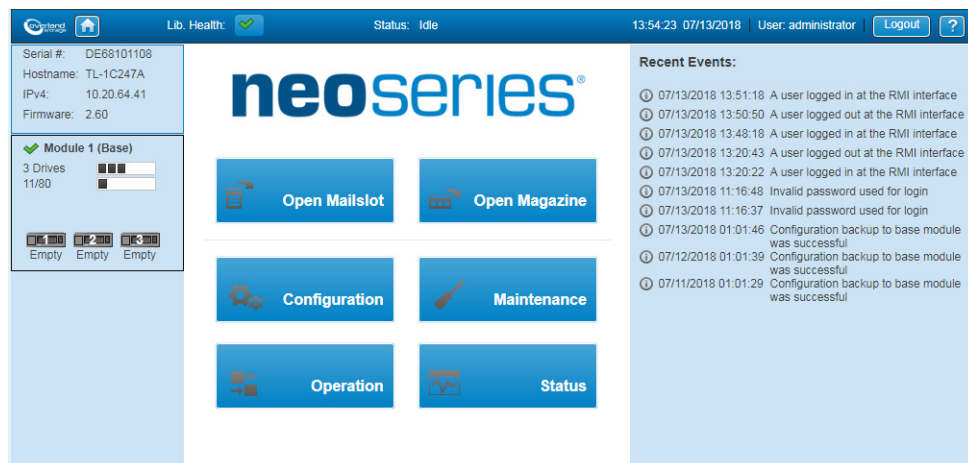 overland storage
Lib. Health:
Status: Idle
13:54:23 07/13/2018
User: administrator
Logout
?
Serial #: DE68101108
Hostname: TL-1C247A
IPv4: 10.20.64.41
Firmware: 2.60
Module 1 (Base)
3 Drives
11/80
1 2 3
Empty Empty Empty
neoseries®
Open Mailslot
Open Magazine
Configuration
Maintenance
Operation
Status
Recent Events:
07/13/2018 13:51:18 A user logged in at the RMI interface
07/13/2018 13:50:50 A user logged out at the RMI interface
07/13/2018 13:48:18 A user logged in at the RMI interface
07/13/2018 13:20:43 A user logged out at the RMI interface
07/13/2018 13:20:22 A user logged in at the RMI interface
07/13/2018 11:16:48 Invalid password used for login
07/13/2018 11:16:37 Invalid password used for login
07/13/2018 01:01:46 Configuration backup to base module
was successful
07/12/2018 01:01:39 Configuration backup to base module
was successful
07/11/2018 01:01:29 Configuration backup to base module
was successful